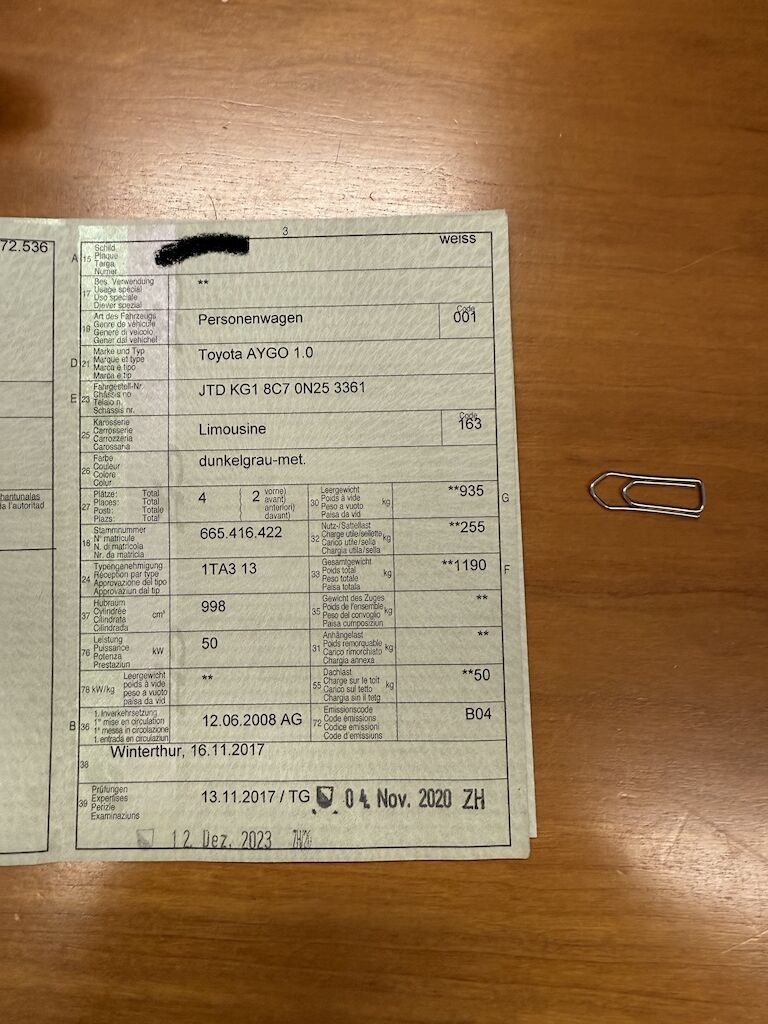 72.536
3
A 15 Schild
Plaque
Targa
Numer
weiss
17 Bes. Verwendung
Usage spécial
Uso speciale
Diever spezial
**
19 Art des Fahrzeugs
Genre de véhicule
Genere di veicolo
Gener dal vehichel
Personenwagen
Code
001
D 21 Marke und Typ
Marque et type
Marca e tipo
Marca e tip
Toyota AYGO 1.0
E 23 Fahrgestell-Nr.
Châssis no
Telaio n.
Schassis nr.
JTD KG1 8C7 0N25 3361
25 Karosserie
Carrosserie
Carrozzeria
Carossaria
Limousine
Code
163
26 Farbe
Couleur
Colore
Colur
dunkelgrau-met.
hantunalas
a l'autoritad
27 Plätze: Total
Places: Total
Posti: Totale
Plazs: Total
4
2 vorne)
avant)
anteriori)
davant)
30 Leergewicht
Poids à vide
Peso a vuoto
Paisa da vid
kg
**935
G
18 Stammnummer
N° matricule
N. di matricola
Nr. da matricla
665.416.422
32 Nutz-/Sattellast
Charge utile/sellette
Carico utile/sella
Chargia utila/sella
kg
**255
24 Typengenehmigung
Réception par type
Approvazione del tipo
Approvaziun dal tip
1TA3 13
33 Gesamtgewicht
Poids total
Peso totale
Paisa totala
kg
**1190
F
37 Hubraum
Cylindrée
Cilindrata
Cilindrada
cm³
998
35 Gewicht des Zuges
Poids de l'ensemble
Peso del convoglio
Paisa cumposiziun
kg
**
76 Leistung
Puissance
Potenza
Prestaziun
kW
50
31 Anhängelast
Poids remorquable
Carico rimorchiato
Chargia annexa
kg
**
78 kW/kg
Leergewicht
poids à vide
peso a vuoto
paisa da vid
**
55 Dachlast
Charge sur le toit
Carico sul tetto
Chargia sin il tetg
kg
**50
B 36 1. Inverkehrsetzung
1re mise en circulation
1a messa in circolazione
1. entrada en circulaziun
12.06.2008 AG
72 Emissionscode
Code émissions
Codice emissioni
Code d'emissiuns
B04
38 Winterthur, 16.11.2017
39 Prüfungen
Expertises
Perizie
Examinaziuns
13.11.2017 / TG
04. Nov. 2020 ZH
12. Dez. 2023